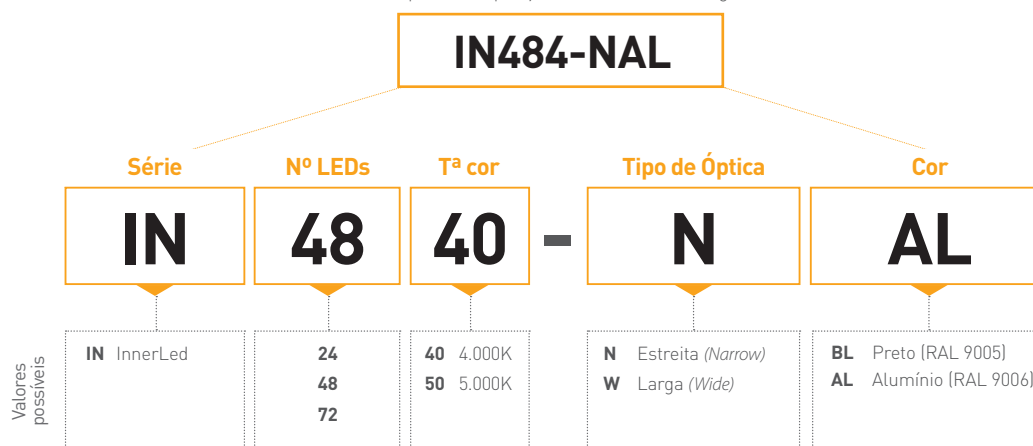 IN484-NAL
Série
Nº LEDs
Tª cor
Tipo de Óptica
Cor
IN
48
40
-
N
AL
Valores possíveis
IN InnerLed
24
48
72
40 4.000K
50 5.000K
N Estreita (Narrow)
W Larga (Wide)
BL Preto (RAL 9005)
AL Alumínio (RAL 9006)